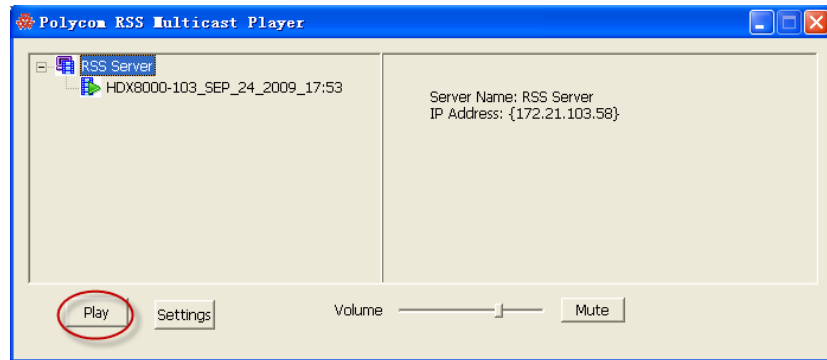 Polycom RSS Multicast Player
RSS Server
HDX8000-103_SEP_24_2009_17:53
Server Name: RSS Server
IP Address: {172.21.103.58}
Play
Settings
Volume
Mute